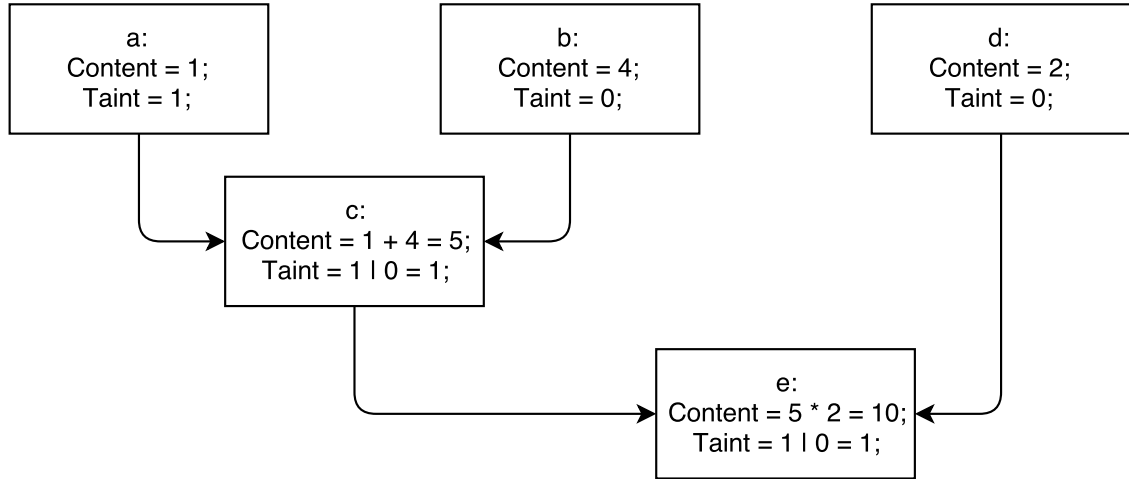 a:
Content = 1;
Taint = 1;
b:
Content = 4;
Taint = 0;
d:
Content = 2;
Taint = 0;
c:
Content = 1 + 4 = 5;
Taint = 1 | 0 = 1;
e:
Content = 5 * 2 = 10;
Taint = 1 | 0 = 1;